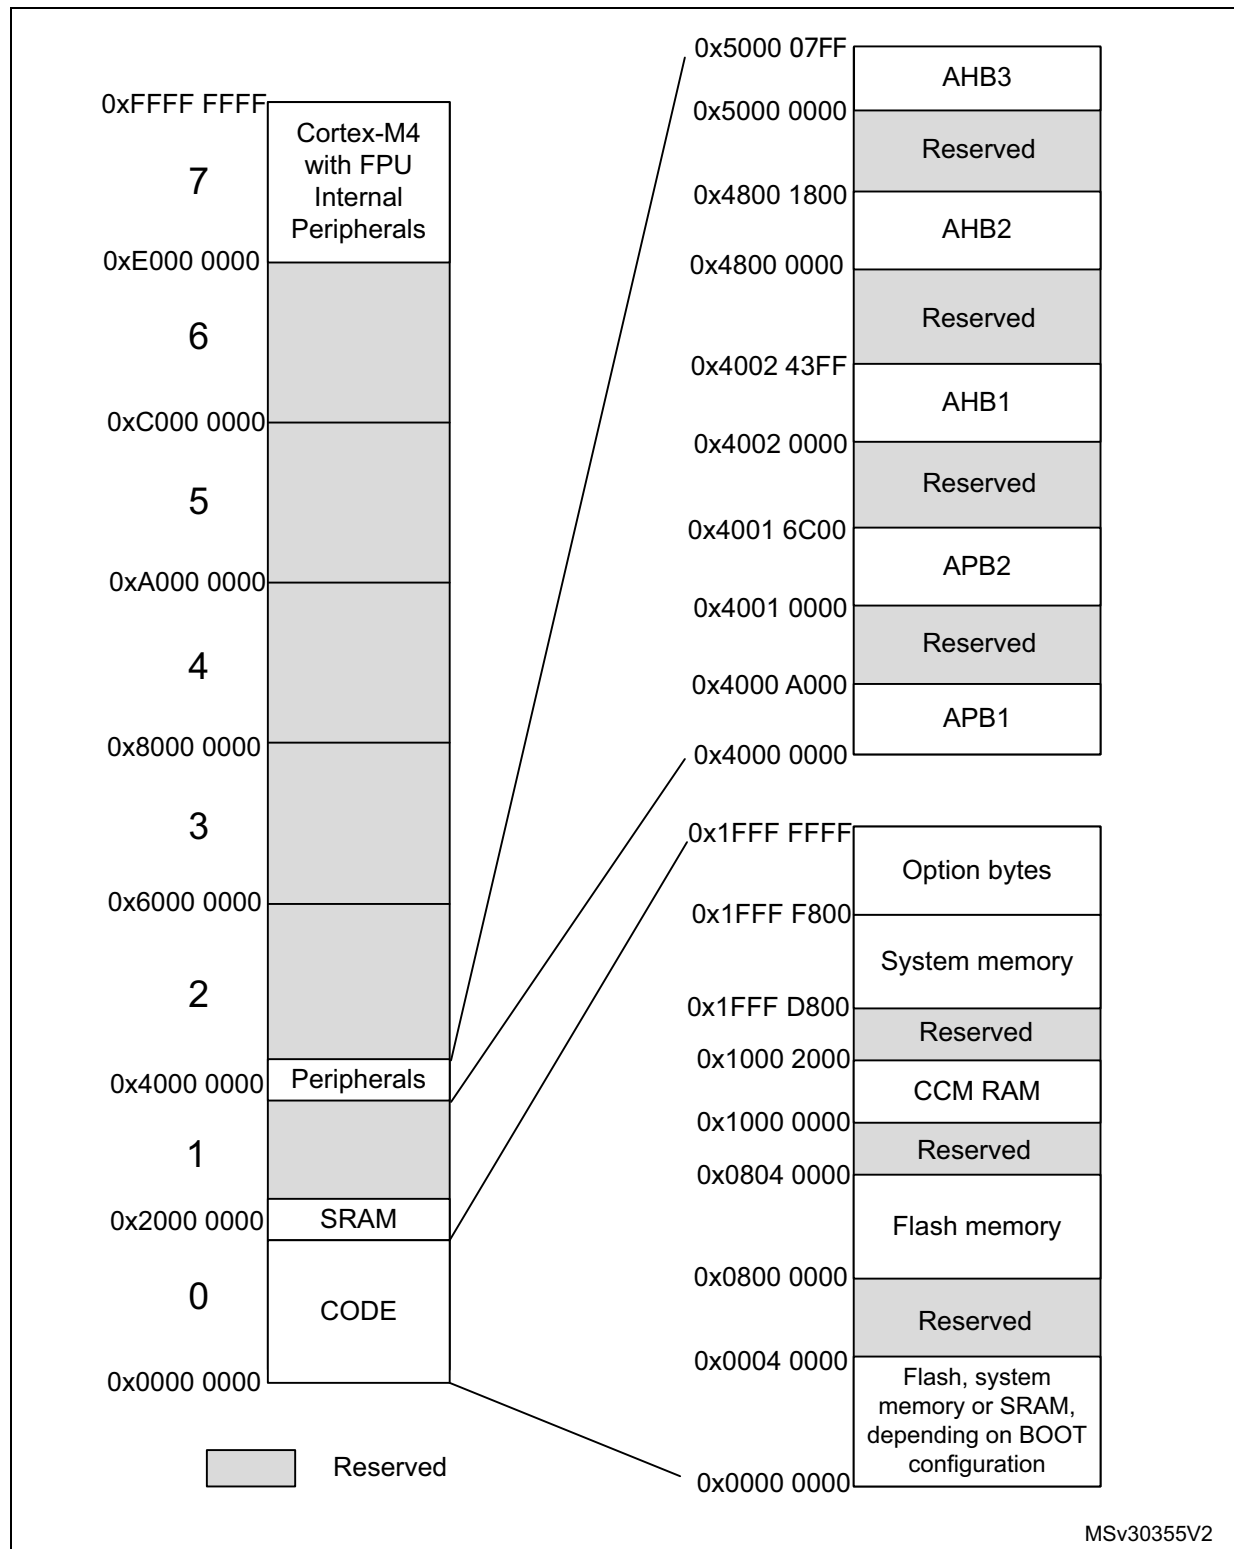 0xFFFF FFFF
Cortex-M4
with FPU
Internal
Peripherals
7
0xE000 0000
6
0xC000 0000
5
0xA000 0000
4
0x8000 0000
3
0x6000 0000
2
0x4000 0000
Peripherals
1
0x2000 0000
SRAM
0
CODE
0x0000 0000
Reserved
0x5000 07FF
AHB3
0x5000 0000
Reserved
0x4800 1800
AHB2
0x4800 0000
Reserved
0x4002 43FF
AHB1
0x4002 0000
Reserved
0x4001 6C00
APB2
0x4001 0000
Reserved
0x4000 A000
APB1
0x4000 0000
0x1FFF FFFF
Option bytes
0x1FFF F800
System memory
0x1FFF D800
Reserved
0x1000 2000
CCM RAM
0x1000 0000
Reserved
0x0804 0000
Flash memory
0x0800 0000
Reserved
0x0004 0000
Flash, system
memory or SRAM,
depending on BOOT
configuration
0x0000 0000
MSv30355V2